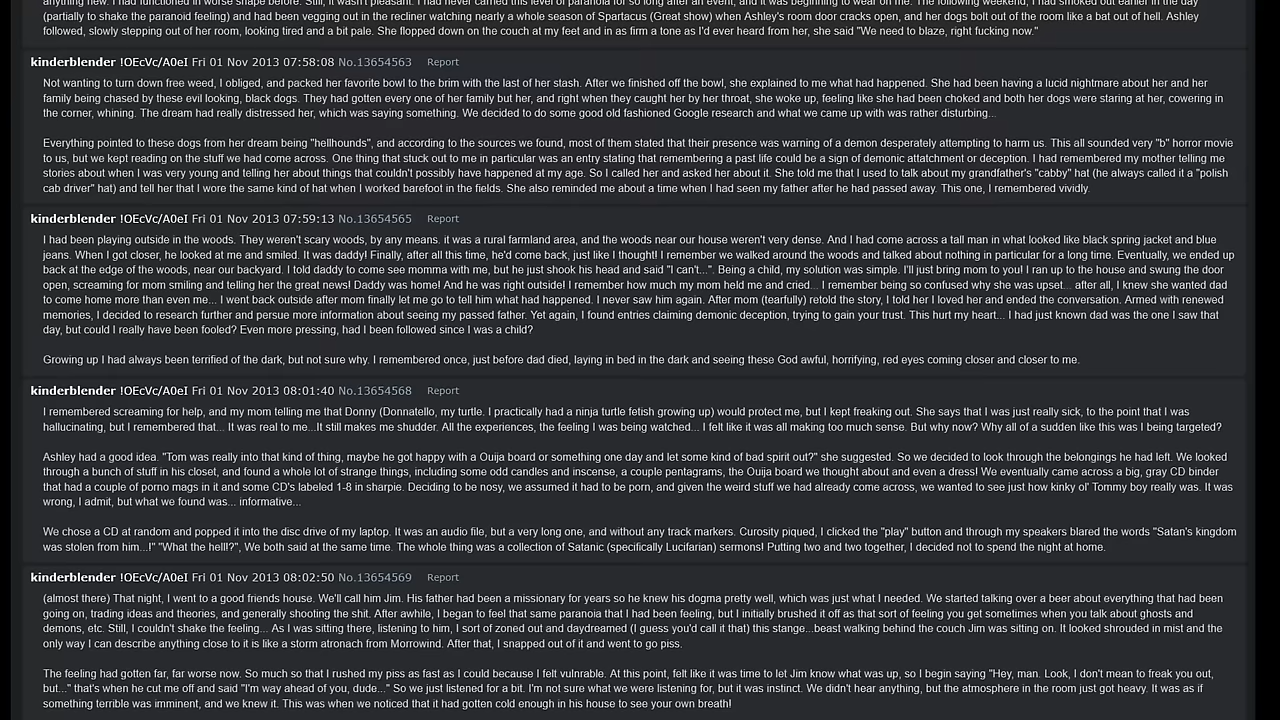 (partially to shake the paranoid feeling) and had been vegging out in the recliner watching nearly a whole season of Spartacus (Great show) when Ashley's room door cracks open, and her dogs bolt out of the room like a bat out of hell. Ashley
followed, slowly stepping out of her room, looking tired and a bit pale. She flopped down on the couch at my feet and in as firm a tone as I'd ever heard from her, she said "We need to blaze, right fucking now."
kinderblender !OEcVc/A0eI Fri 01 Nov 2013 07:58:08 No.13654563 Report
Not wanting to turn down free weed, I obliged, and packed her favorite bowl to the brim with the last of her stash. After we finished off the bowl, she explained to me what had happened. She had been having a lucid nightmare about her and her
family being chased by these evil looking, black dogs. They had gotten every one of her family but her, and right when they caught her by her throat, she woke up, feeling like she had been choked and both her dogs were staring at her, cowering in
the corner, whining. The dream had really distressed her, which was saying something. We decided to do some good old fashioned Google research and what we came up with was rather disturbing...
Everything pointed to these dogs from her dream being "hellhounds", and according to the sources we found, most of them stated that their presence was warning of a demon desperately attempting to harm us. This all sounded very "b" horror movie
to us, but we kept reading on the stuff we had come across. One thing that stuck out to me in particular was an entry stating that remembering a past life could be a sign of demonic attatchment or deception. I had remembered my mother telling me
stories about when I was very young and telling her about things that couldn't possibly have happened at my age. So I called her and asked her about it. She told me that I used to talk about my grandfather's "cabby" hat (he always called it a "polish
cab driver" hat) and tell her that I wore the same kind of hat when I worked barefoot in the fields. She also reminded me about a time when I had seen my father after he had passed away. This one, I remembered vividly.
kinderblender !OEcVc/A0eI Fri 01 Nov 2013 07:59:13 No.13654565 Report
I had been playing outside in the woods. They weren't scary woods, by any means. it was a rural farmland area, and the woods near our house weren't very dense. And I had come across a tall man in what looked like black spring jacket and blue
jeans. When I got closer, he looked at me and smiled. It was daddy! Finally, after all this time, he'd come back, just like I thought! I remember we walked around the woods and talked about nothing in particular for a long time. Eventually, we ended up
back at the edge of the woods, near our backyard. I told daddy to come see momma with me, but he just shook his head and said "I can't...". Being a child, my solution was simple. I'll just bring mom to you! I ran up to the house and swung the door
open, screaming for mom smiling and telling her the great news! Daddy was home! And he was right outside! I remember how much my mom held me and cried... I remember being so confused why she was upset... after all, I knew she wanted dad
to come home more than even me... I went back outside after mom finally let me go to tell him what had happened. I never saw him again. After mom (tearfully) retold the story, I told her I loved her and ended the conversation. Armed with renewed
memories, I decided to research further and persue more information about seeing my passed father. Yet again, I found entries claiming demonic deception, trying to gain your trust. This hurt my heart... I had just known dad was the one I saw that
day, but could I really have been fooled? Even more pressing, had I been followed since I was a child?
Growing up I had always been terrified of the dark, but not sure why. I remembered once, just before dad died, laying in bed in the dark and seeing these God awful, horrifying, red eyes coming closer and closer to me.
kinderblender !OEcVc/A0eI Fri 01 Nov 2013 08:01:40 No.13654568 Report
I remembered screaming for help, and my mom telling me that Donny (Donnatello, my turtle. I practically had a ninja turtle fetish growing up) would protect me, but I kept freaking out. She says that I was just really sick, to the point that I was
hallucinating, but I remembered that... It was real to me...It still makes me shudder. All the experiences, the feeling I was being watched... I felt like it was all making too much sense. But why now? Why all of a sudden like this was I being targeted?
Ashley had a good idea. "Tom was really into that kind of thing, maybe he got happy with a Ouija board or something one day and let some kind of bad spirit out?" she suggested. So we decided to look through the belongings he had left. We looked
through a bunch of stuff in his closet, and found a whole lot of strange things, including some odd candles and inscense, a couple pentagrams, the Ouija board we thought about and even a dress! We eventually came across a big, gray CD binder
that had a couple of porno mags in it and some CD's labeled 1-8 in sharpie. Deciding to be nosy, we assumed it had to be porn, and given the weird stuff we had already come across, we wanted to see just how kinky ol' Tommy boy really was. It was
wrong, I admit, but what we found was... informative...
We chose a CD at random and popped it into the disc drive of my laptop. It was an audio file, but a very long one, and without any track markers. Curosity piqued, I clicked the "play" button and through my speakers blared the words "Satan's kingdom
was stolen from him...!" "What the hell!?", We both said at the same time. The whole thing was a collection of Satanic (specifically Lucifarian) sermons! Putting two and two together, I decided not to spend the night at home.
kinderblender !OEcVc/A0eI Fri 01 Nov 2013 08:02:50 No.13654569 Report
(almost there) That night, I went to a good friends house. We'll call him Jim. His father had been a missionary for years so he knew his dogma pretty well, which was just what I needed. We started talking over a beer about everything that had been
going on, trading ideas and theories, and generally shooting the shit. After awhile, I began to feel that same paranoia that I had been feeling, but I initially brushed it off as that sort of feeling you get sometimes when you talk about ghosts and
demons, etc. Still, I couldn't shake the feeling... As I was sitting there, listening to him, I sort of zoned out and daydreamed (I guess you'd call it that) this stange...beast walking behind the couch Jim was sitting on. It looked shrouded in mist and the
only way I can describe anything close to it is like a storm atronach from Morrowind. After that, I snapped out of it and went to go piss.
The feeling had gotten far, far worse now. So much so that I rushed my piss as fast as I could because I felt vulnrable. At this point, felt like it was time to let Jim know what was up, so I begin saying "Hey, man. Look, I don't mean to freak you out,
but..." that's when he cut me off and said "I'm way ahead of you, dude..." So we just listened for a bit. I'm not sure what we were listening for, but it was instinct. We didn't hear anything, but the atmosphere in the room just got heavy. It was as if
something terrible was imminent, and we knew it. This was when we noticed that it had gotten cold enough in his house to see your own breath!